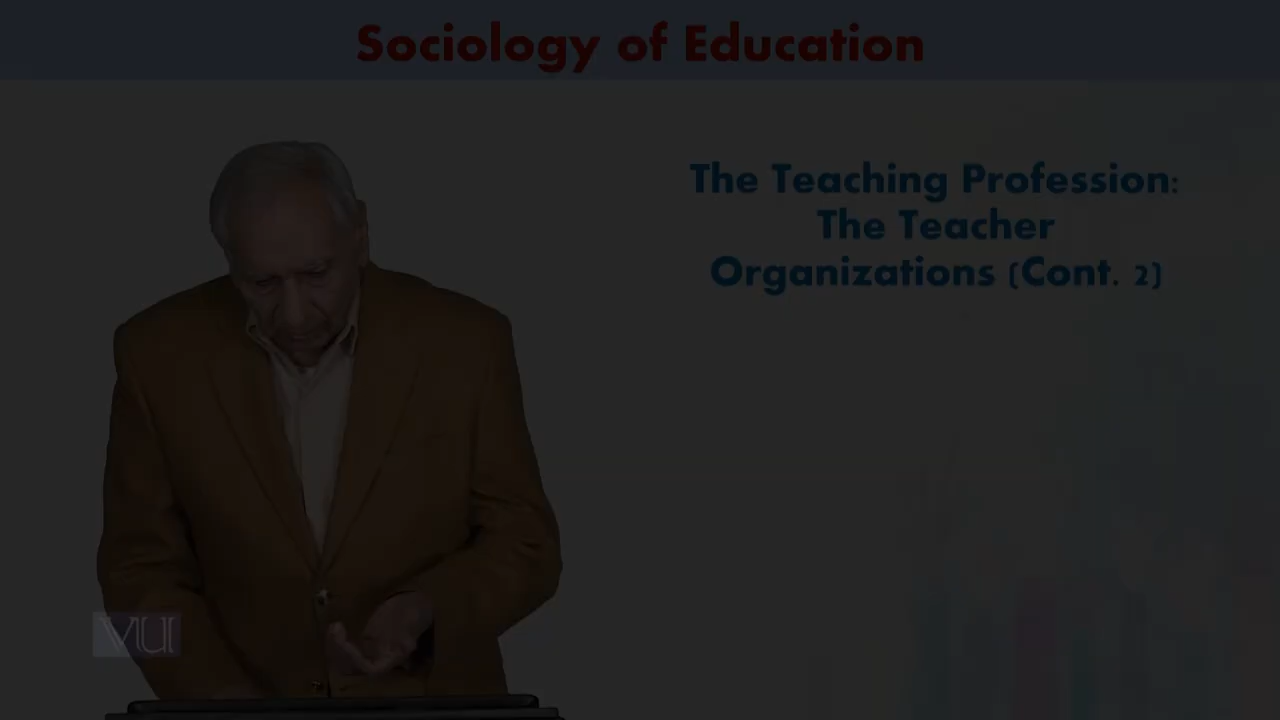 Sociology of Education
The Teaching Profession:
The Teacher
Organizations (Cont. 2)
VU